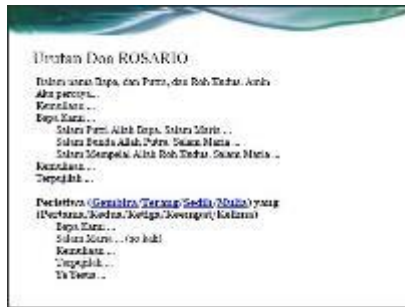 Urutan Doa ROSARIO
Dalam nama Bapa, dan Putra, dan Roh Kudus. Amin
Aku percaya...
Kemuliaan ...
Bapa Kami ...
Salam Putri Allah Bapa, Salam Maria ...
Salam Bunda Allah Putra, Salam Maria ...
Salam Mempelai Allah Roh Kudus, Salam Maria ...
Kemuliaan ...
Terpujilah ...
Peristiwa (Gembira/Terang/Sedih/Mulia) yang
(Pertama/Kedua/Ketiga/Keempat/Kelima)
Bapa Kami ...
Salam Maria ... (10 kali)
Kemuliaan ...
Terpujilah ...
Ya Yesus ...